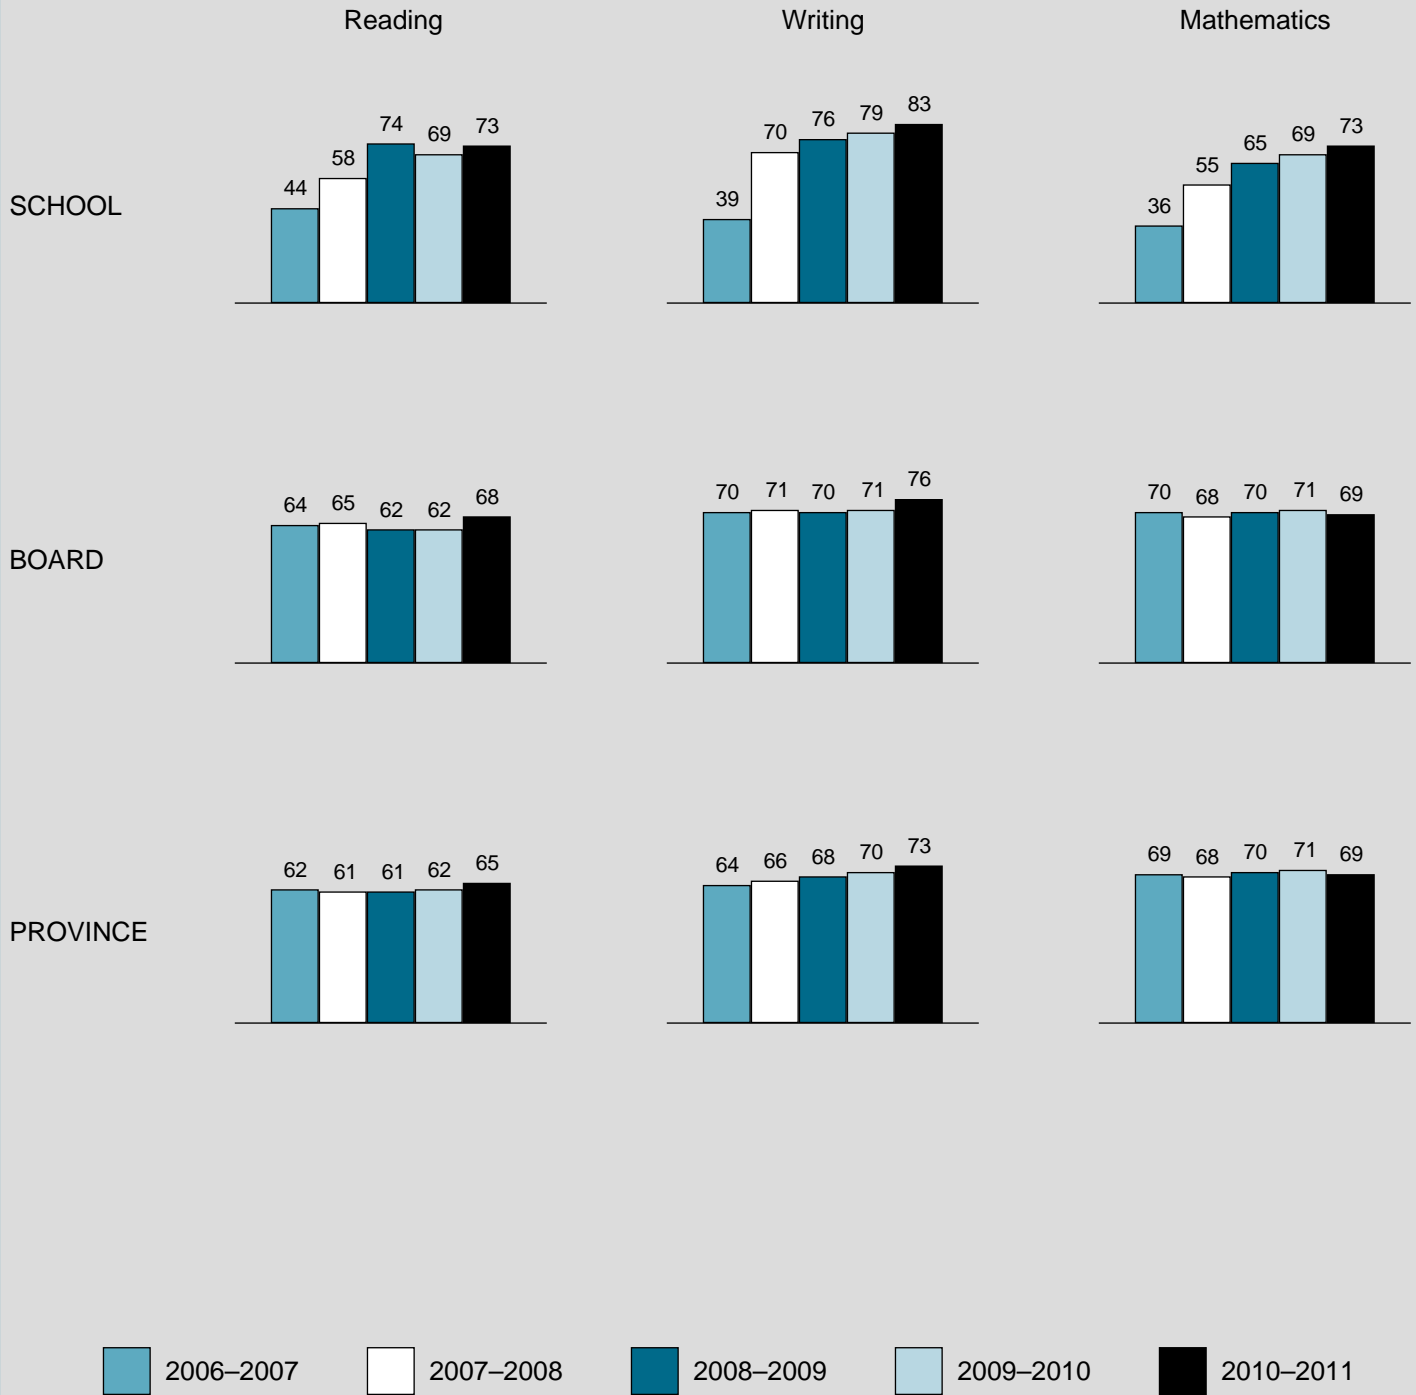 Reading Writing Mathematics
44 58 74 69 73
39 70 76 79 83
36 55 65 69 73
SCHOOL
64 65 62 62 68
70 71 70 71 76
70 68 70 71 69
BOARD
62 61 61 62 65
64 66 68 70 73
69 68 70 71 69
PROVINCE
2006–2007 2007–2008 2008–2009 2009–2010 2010–2011